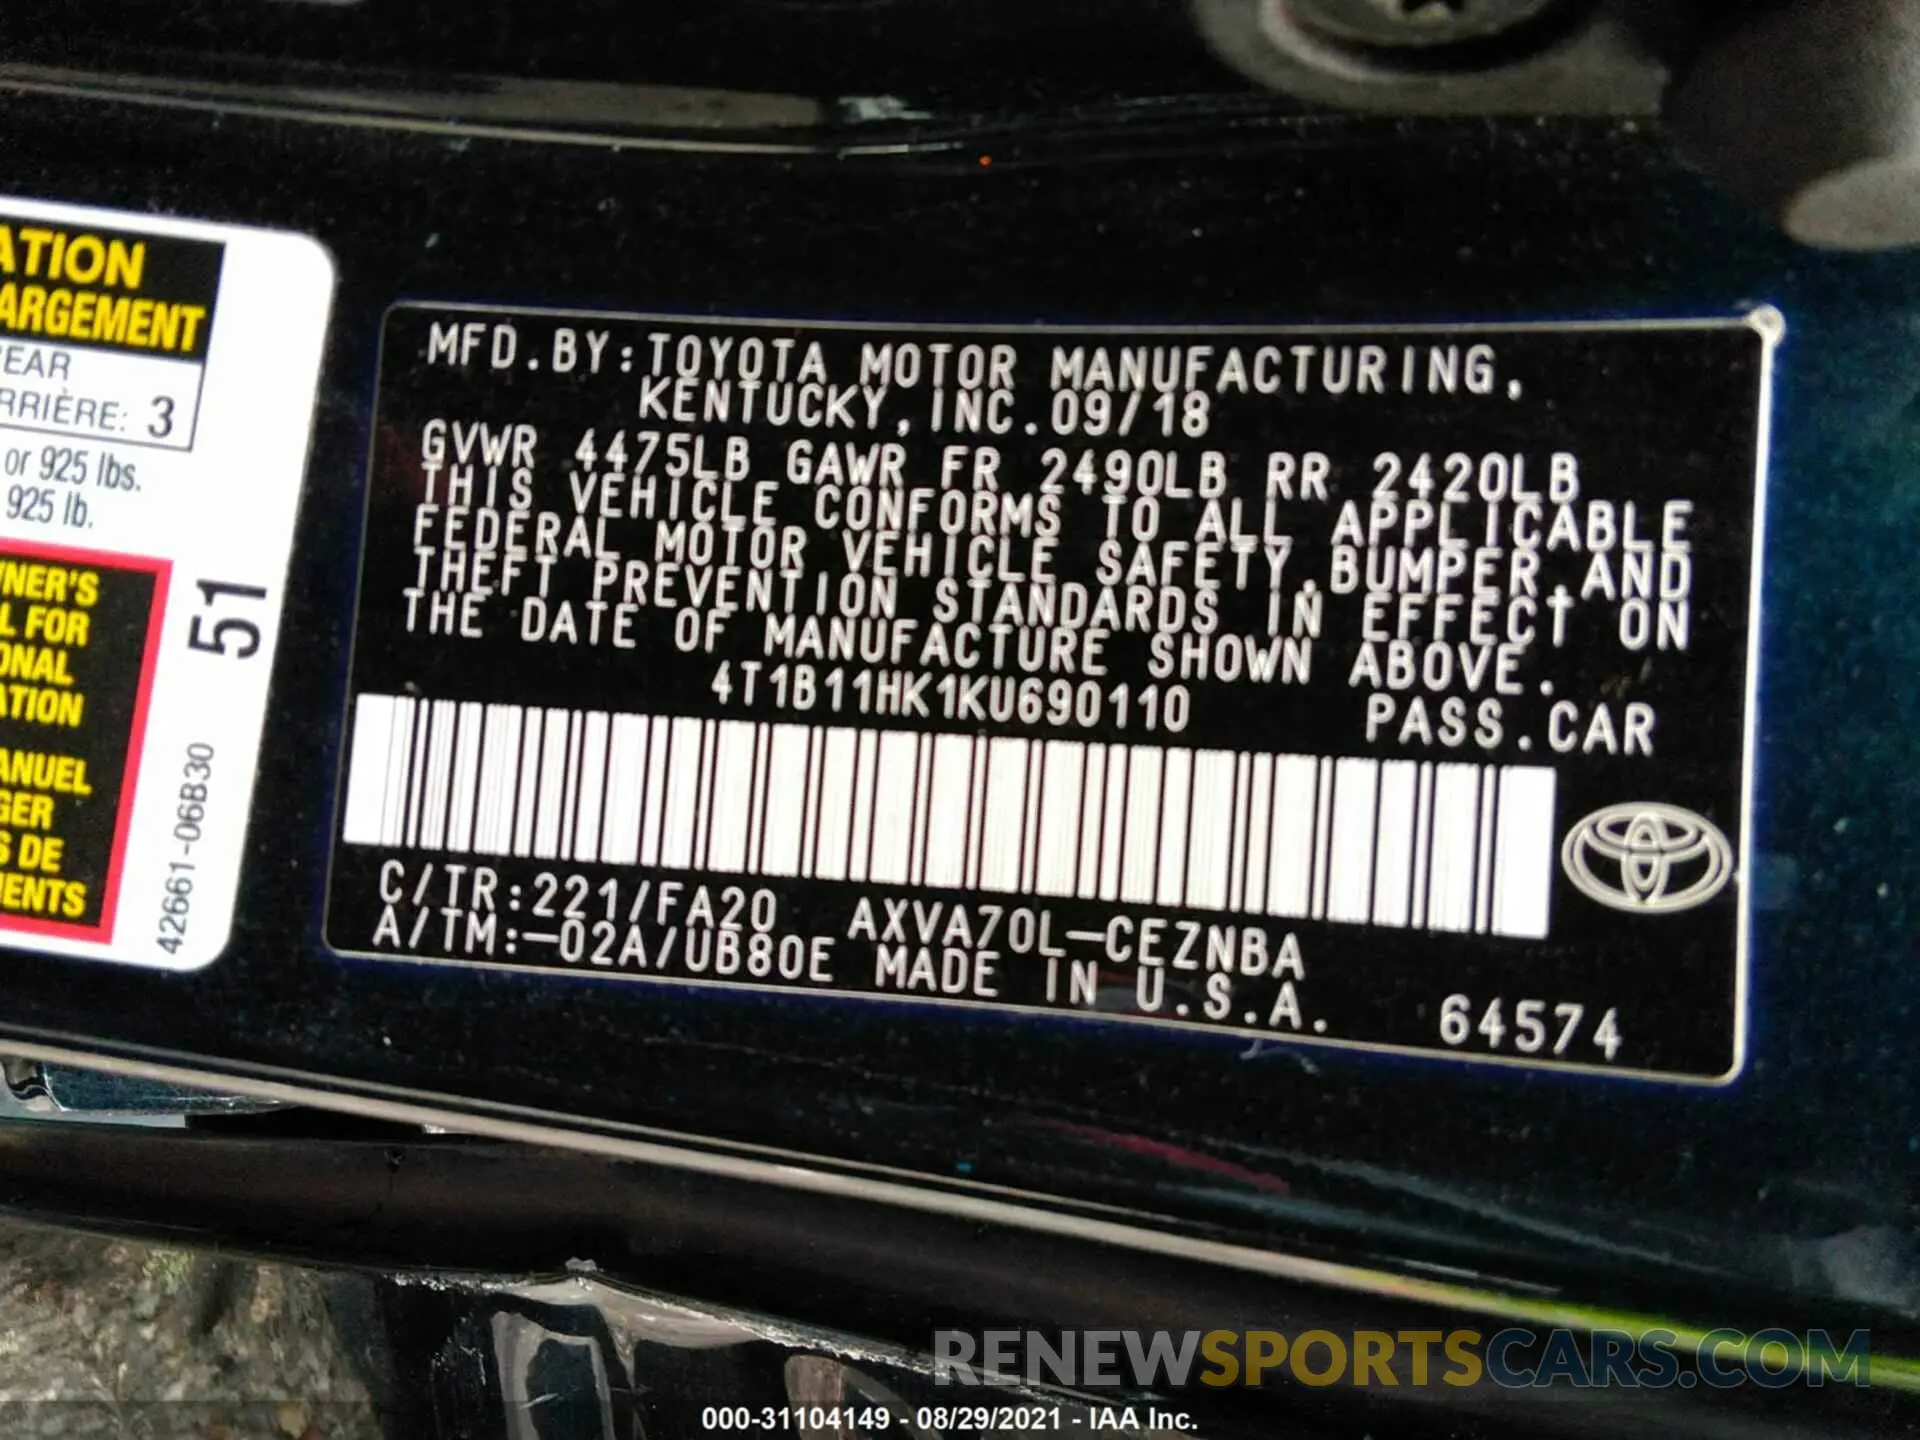 ATION
ARGEMENT
EAR
RRIÈRE: 3
or 925 lbs.
925 lb.
NER'S
L FOR
ONAL
ATION
ANUEL
GER
S DE
MENTS
51
42661-06B30
MFD.BY:TOYOTA MOTOR MANUFACTURING,
KENTUCKY,INC.09/18
GVWR 4475LB GAWR FR 2490LB RR 2420LB
THIS VEHICLE CONFORMS TO ALL APPLICABLE
FEDERAL MOTOR VEHICLE SAFETY,BUMPER,AND
THEFT PREVENTION STANDARDS IN EFFECT ON
THE DATE OF MANUFACTURE SHOWN ABOVE.
4T1B11HK1KU690110 PASS.CAR
C/TR:221/FA20 AXVA70L-CEZNBA
A/TM:-02A/UB80E MADE IN U.S.A. 64574
RENEWSPORTSCARS.COM
000-31104149 - 08/29/2021 - IAA Inc.